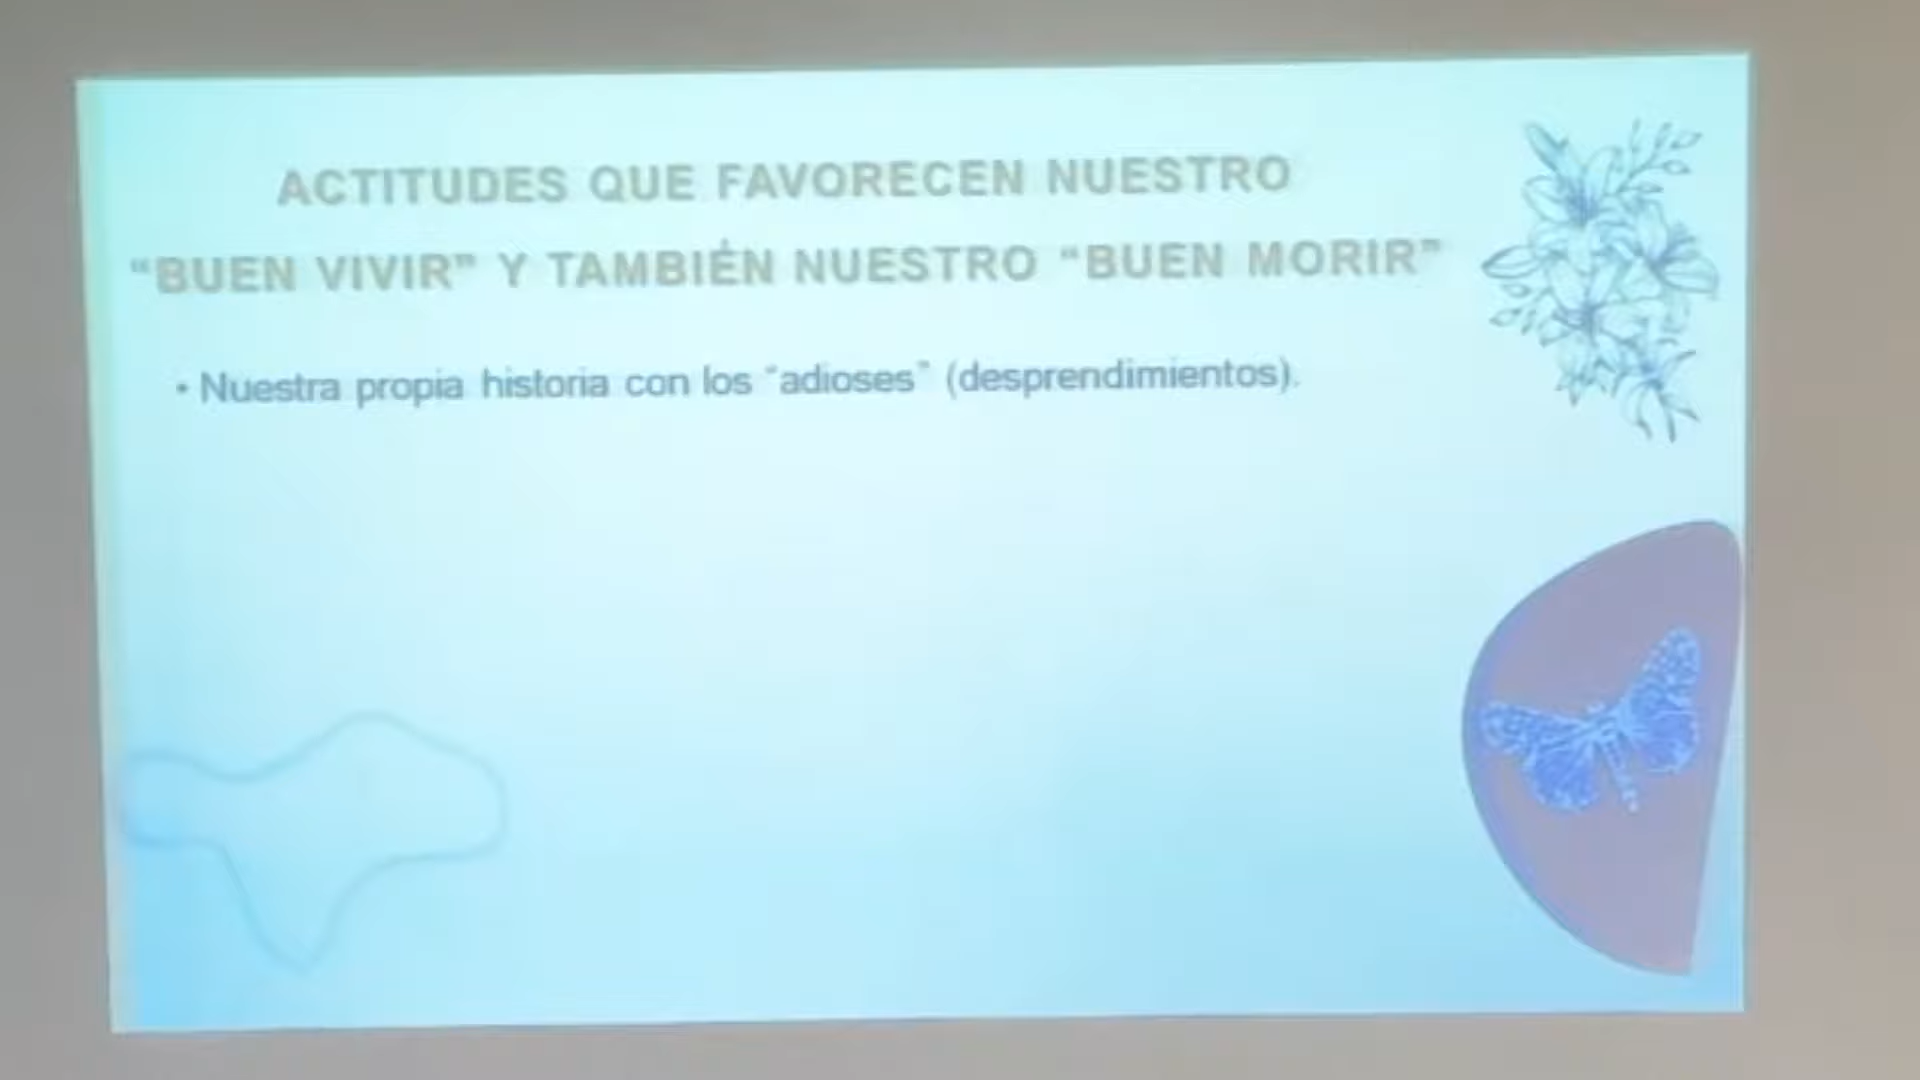 ACTITUDES QUE FAVORECEN NUESTRO
“BUEN VIVIR” Y TAMBIÉN NUESTRO “BUEN MORIR”
• Nuestra propia historia con los “adioses” (desprendimientos).